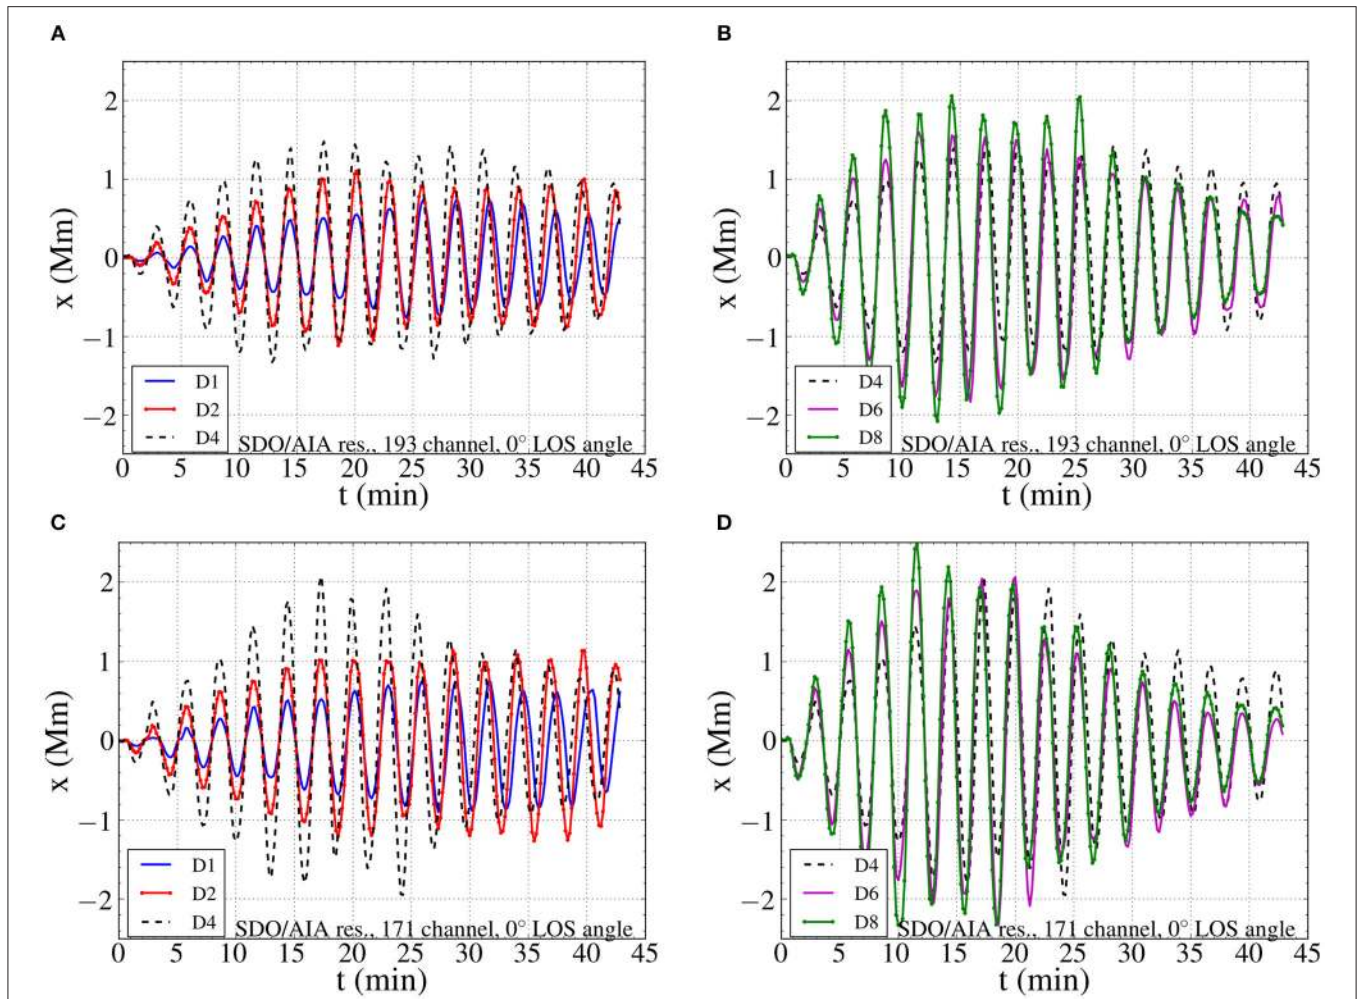 A
x (Mm)
2
1
0
−1
−2
D1
D2
D4
SDO/AIA res., 193 channel, 0° LOS angle
0 5 10 15 20 25 30 35 40 45
t (min)
B
x (Mm)
2
1
0
−1
−2
D4
D6
D8
SDO/AIA res., 193 channel, 0° LOS angle
0 5 10 15 20 25 30 35 40 45
t (min)
C
x (Mm)
2
1
0
−1
−2
D1
D2
D4
SDO/AIA res., 171 channel, 0° LOS angle
0 5 10 15 20 25 30 35 40 45
t (min)
D
x (Mm)
2
1
0
−1
−2
D4
D6
D8
SDO/AIA res., 171 channel, 0° LOS angle
0 5 10 15 20 25 30 35 40 45
t (min)